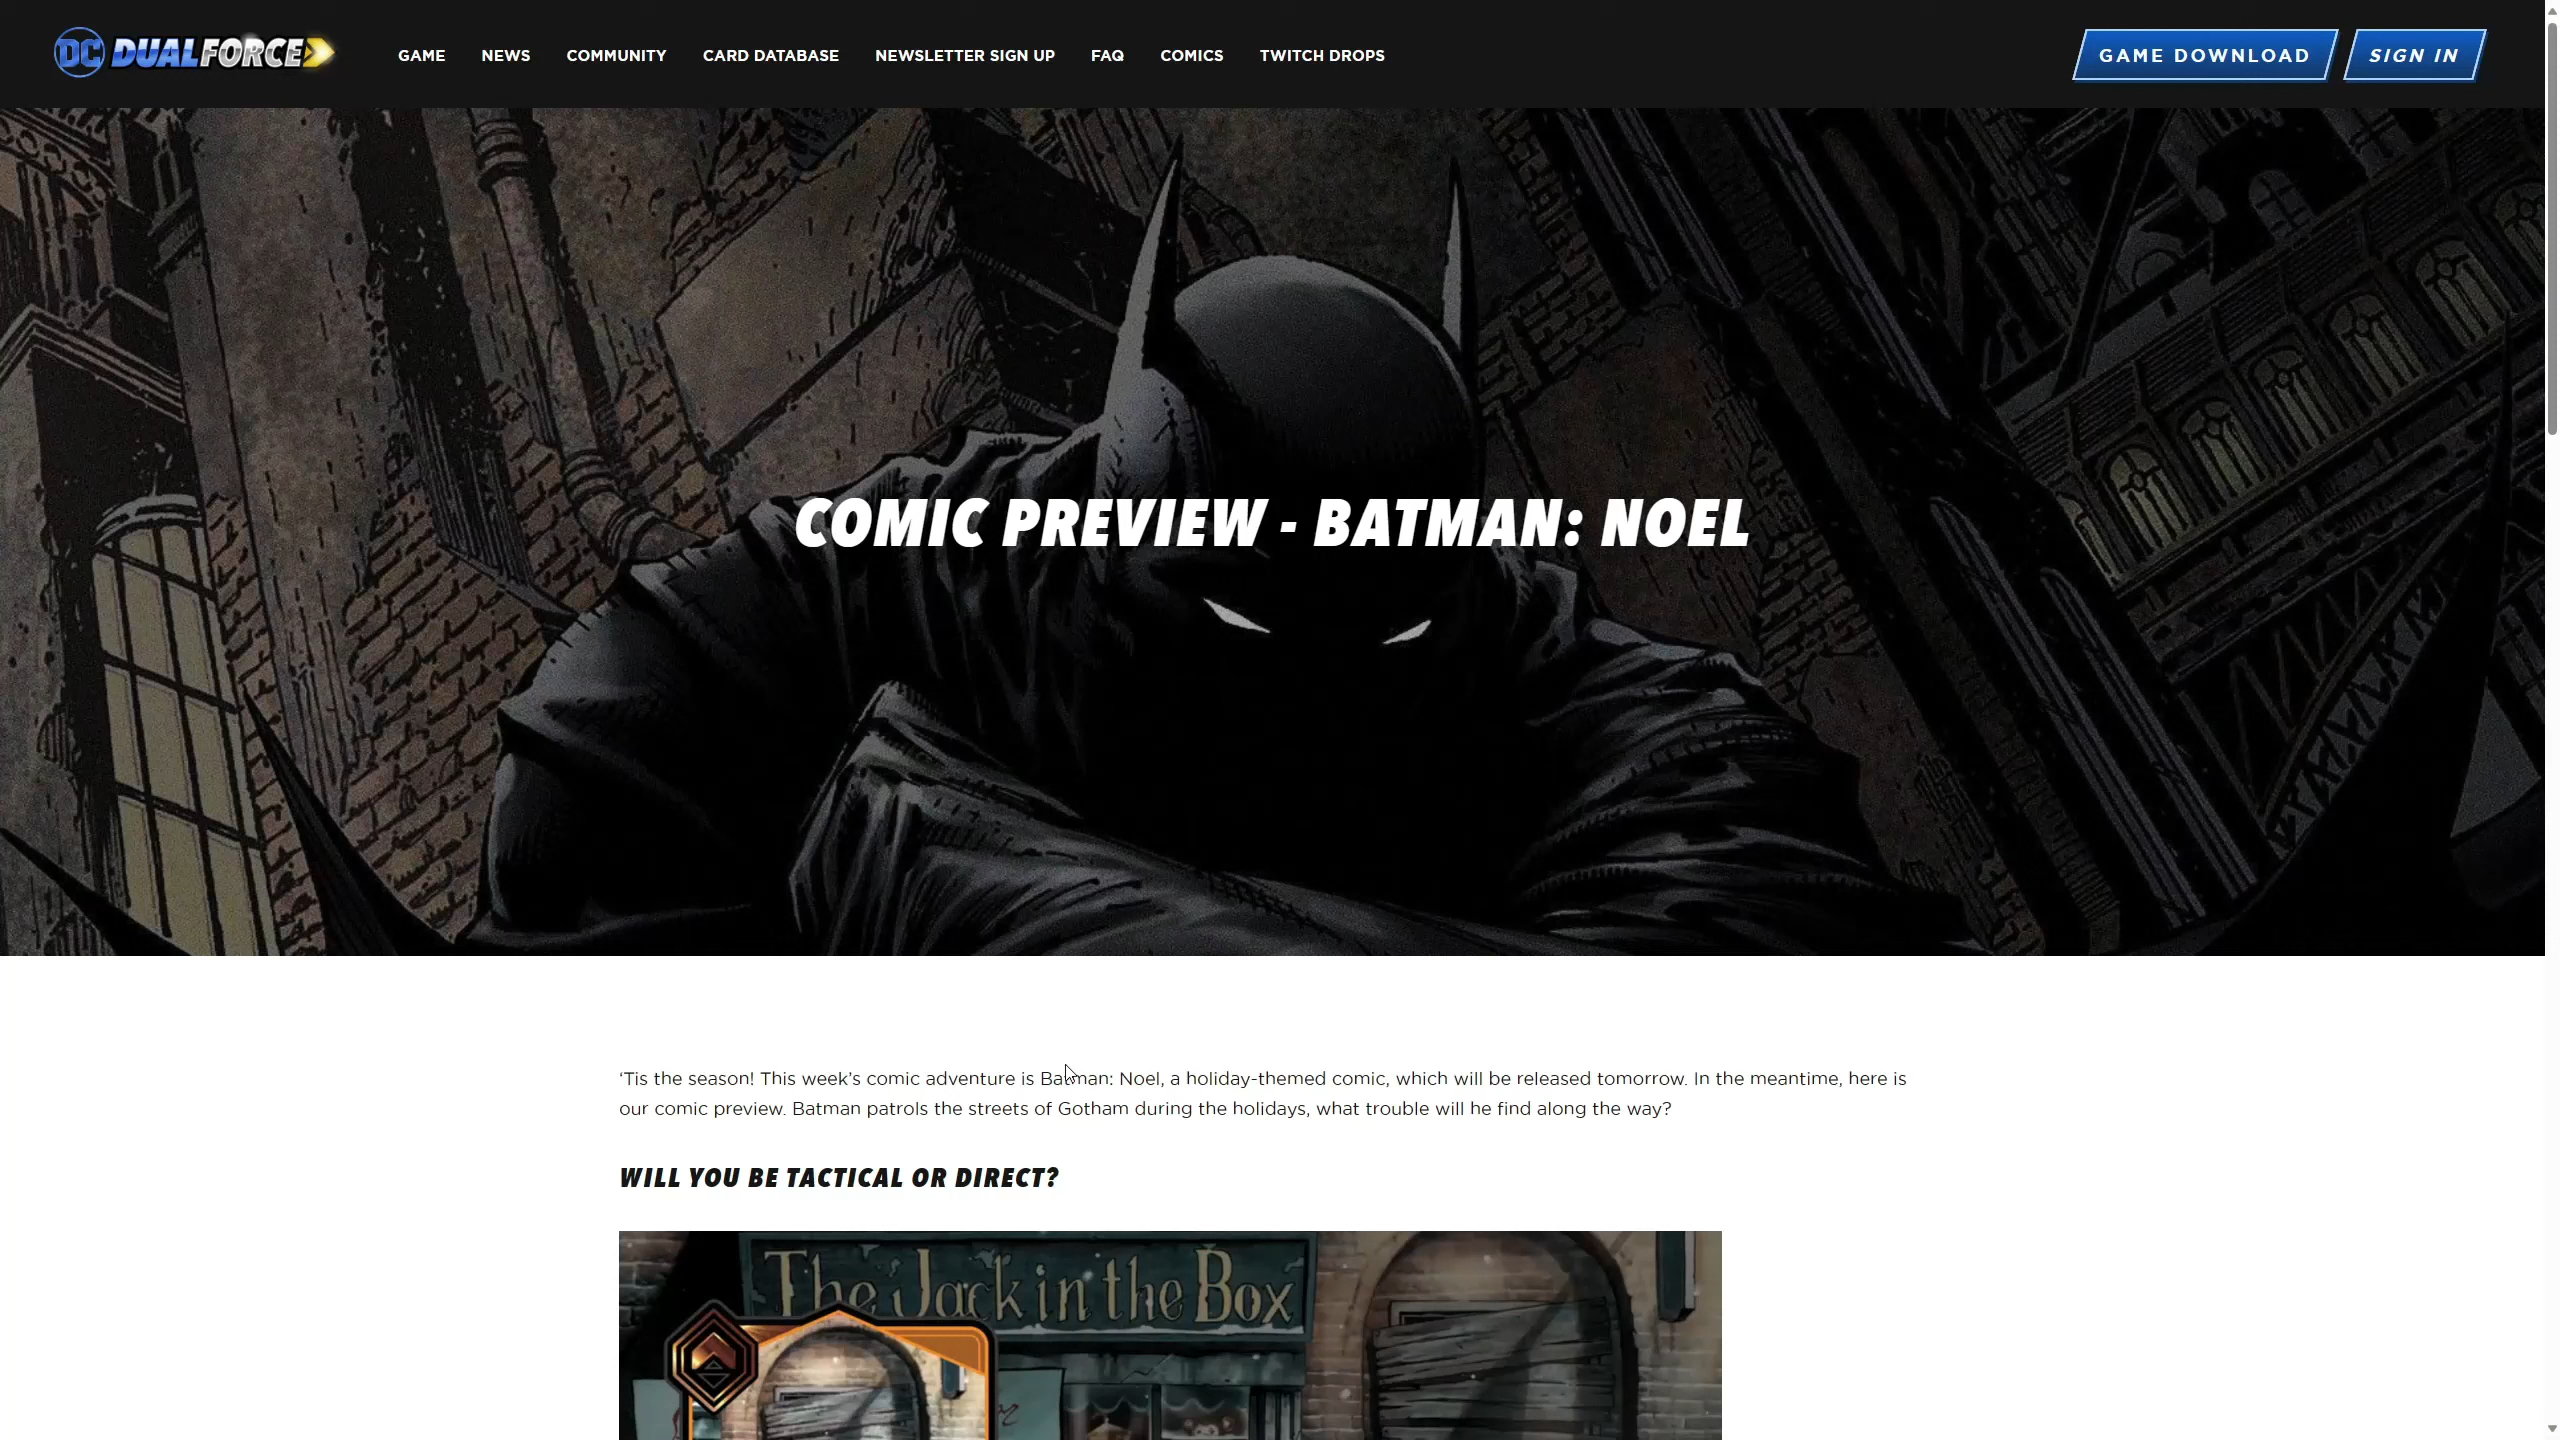 DC DUALFORCE
GAME
NEWS
COMMUNITY
CARD DATABASE
NEWSLETTER SIGN UP
FAQ
COMICS
TWITCH DROPS
GAME DOWNLOAD
SIGN IN
COMIC PREVIEW - BATMAN: NOEL
‘Tis the season! This week’s comic adventure is Batman: Noel, a holiday-themed comic, which will be released tomorrow. In the meantime, here is
our comic preview. Batman patrols the streets of Gotham during the holidays, what trouble will he find along the way?
WILL YOU BE TACTICAL OR DIRECT?
The Jack in the Box